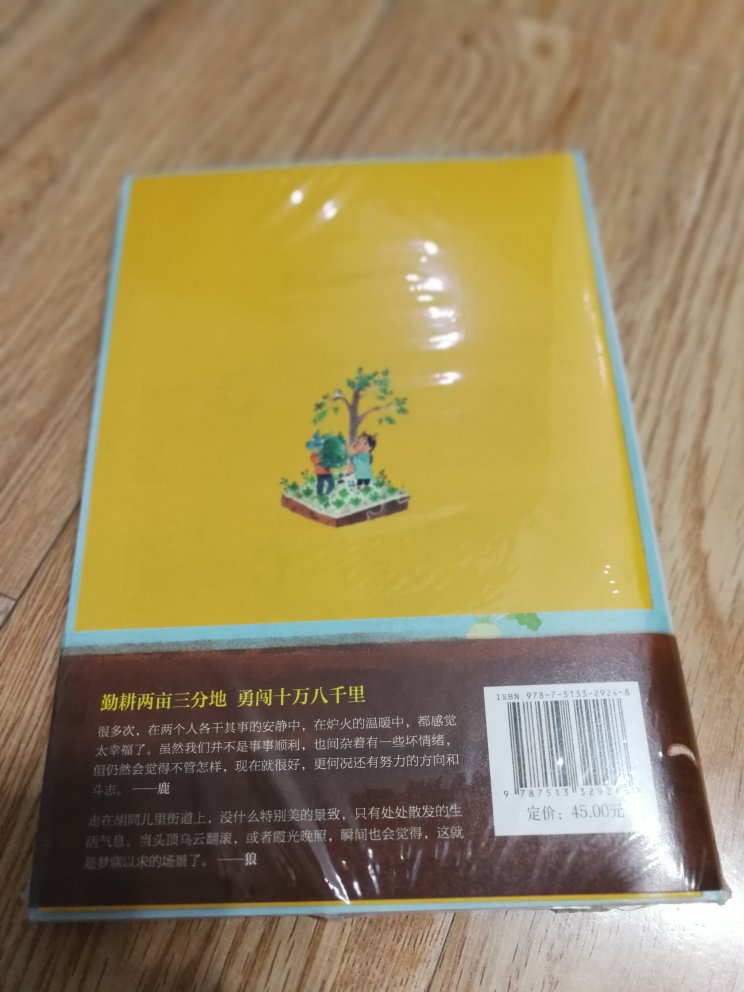 勤耕两亩三分地 勇闯十万八千里
很多次，在两个人各干其事的安静中，在炉火的温暖中，都感觉
太幸福了。虽然我们并不是事事顺利，也间杂着有一些坏情绪，
但仍然会觉得不管怎样，现在就很好，更何况还有努力的方向和
斗志。——鹿
走在胡同儿里街道上，没什么特别美的景致，只有处处散发的生
活气息。当头顶乌云翻滚，或者霞光晚照，瞬间也会觉得，这就
是梦寐以求的场景了。——狼
ISBN 978-7-5133-2924-8
9 787513 3292
定价：45.00元